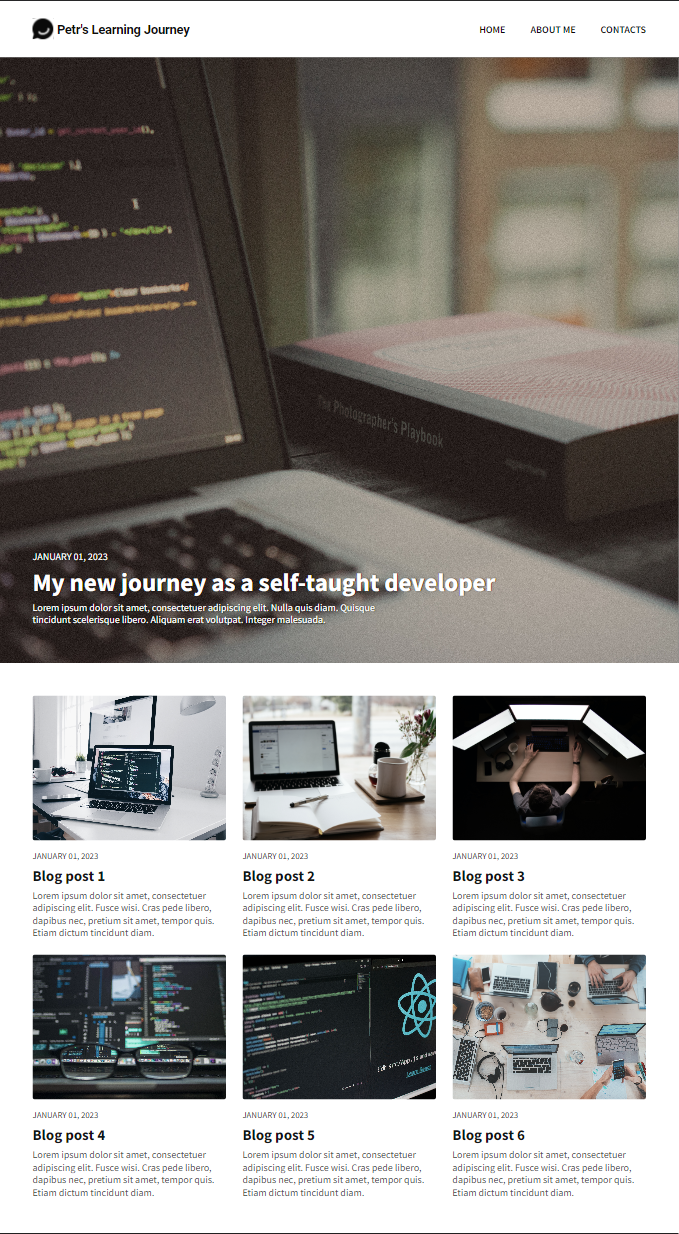 Petr's Learning Journey
HOME ABOUT ME CONTACTS
The Photographer's Playbook
JANUARY 01, 2023
My new journey as a self-taught developer
Lorem ipsum dolor sit amet, consectetuer adipiscing elit. Nulla quis diam. Quisque
tincidunt scelerisque libero. Aliquam erat volutpat. Integer malesuada.
JANUARY 01, 2023
Blog post 1
Lorem ipsum dolor sit amet, consectetuer
adipiscing elit. Fusce wisi. Cras pede libero,
dapibus nec, pretium sit amet, tempor quis.
Etiam dictum tincidunt diam.
JANUARY 01, 2023
Blog post 2
Lorem ipsum dolor sit amet, consectetuer
adipiscing elit. Fusce wisi. Cras pede libero,
dapibus nec, pretium sit amet, tempor quis.
Etiam dictum tincidunt diam.
JANUARY 01, 2023
Blog post 3
Lorem ipsum dolor sit amet, consectetuer
adipiscing elit. Fusce wisi. Cras pede libero,
dapibus nec, pretium sit amet, tempor quis.
Etiam dictum tincidunt diam.
JANUARY 01, 2023
Blog post 4
Lorem ipsum dolor sit amet, consectetuer
adipiscing elit. Fusce wisi. Cras pede libero,
dapibus nec, pretium sit amet, tempor quis.
Etiam dictum tincidunt diam.
Edit src/App.js and
Learn React
JANUARY 01, 2023
Blog post 5
Lorem ipsum dolor sit amet, consectetuer
adipiscing elit. Fusce wisi. Cras pede libero,
dapibus nec, pretium sit amet, tempor quis.
Etiam dictum tincidunt diam.
JANUARY 01, 2023
Blog post 6
Lorem ipsum dolor sit amet, consectetuer
adipiscing elit. Fusce wisi. Cras pede libero,
dapibus nec, pretium sit amet, tempor quis.
Etiam dictum tincidunt diam.